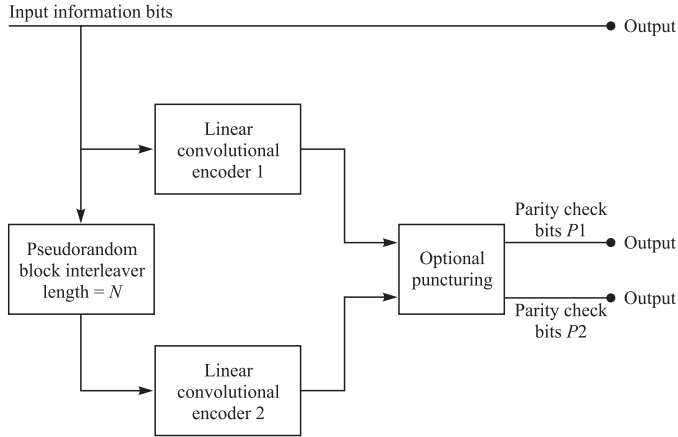 Input information bits
Output
Linear
convolutional
encoder 1
Parity check
bits P1
Output
Pseudorandom
block interleaver
length = N
Optional
puncturing
Output
Parity check
bits P2
Linear
convolutional
encoder 2